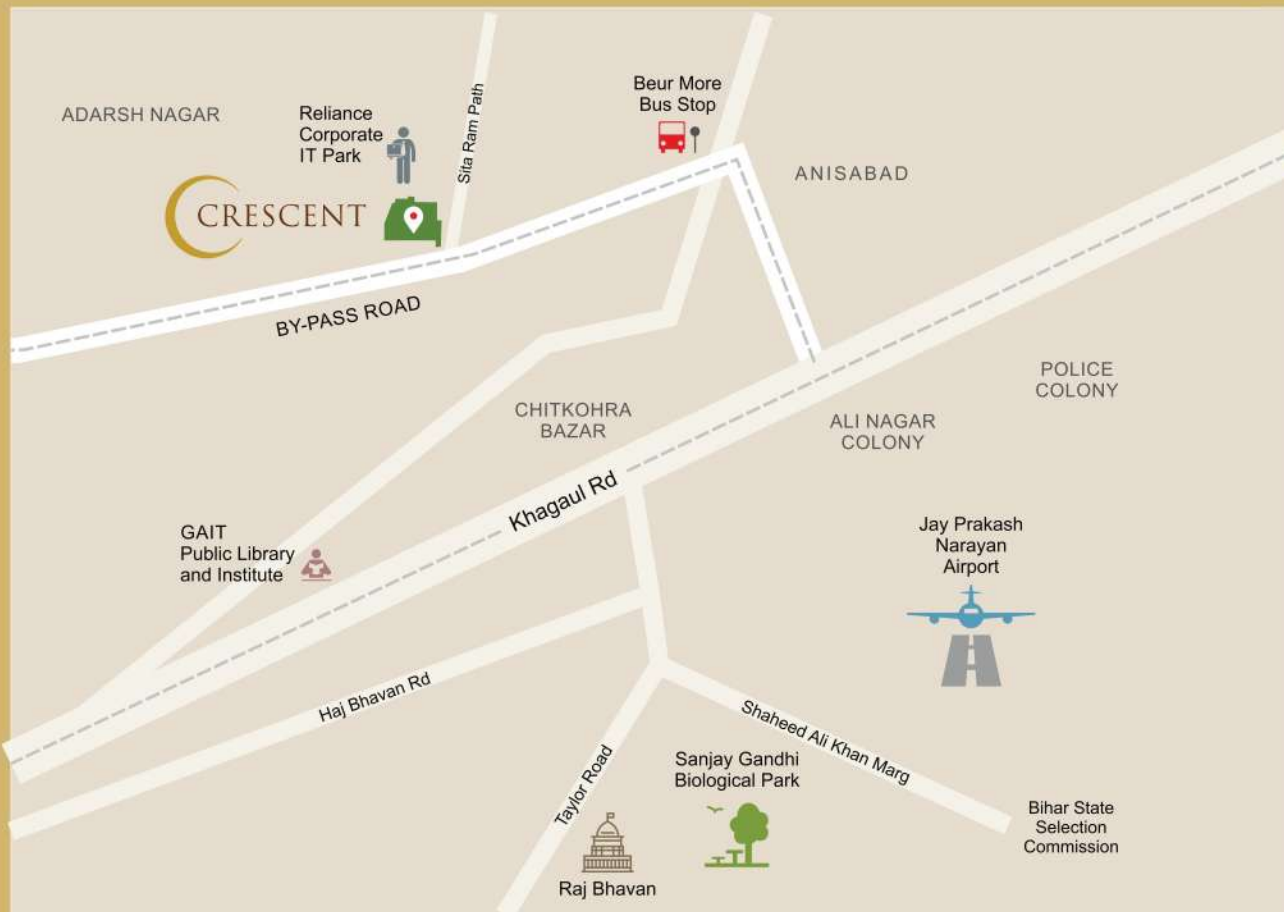 ADARSH NAGAR
Reliance
Corporate
IT Park
CRESCENT
Sita Ram Path
Beur More
Bus Stop
ANISABAD
BY-PASS ROAD
CHITKOHRA
BAZAR
ALI NAGAR
COLONY
POLICE
COLONY
Khagaul Rd
GAIT
Public Library
and Institute
Jay Prakash
Narayan
Airport
Haj Bhavan Rd
Shaheed Ali Khan Marg
Taylor Road
Sanjay Gandhi
Biological Park
Raj Bhavan
Bihar State
Selection
Commission